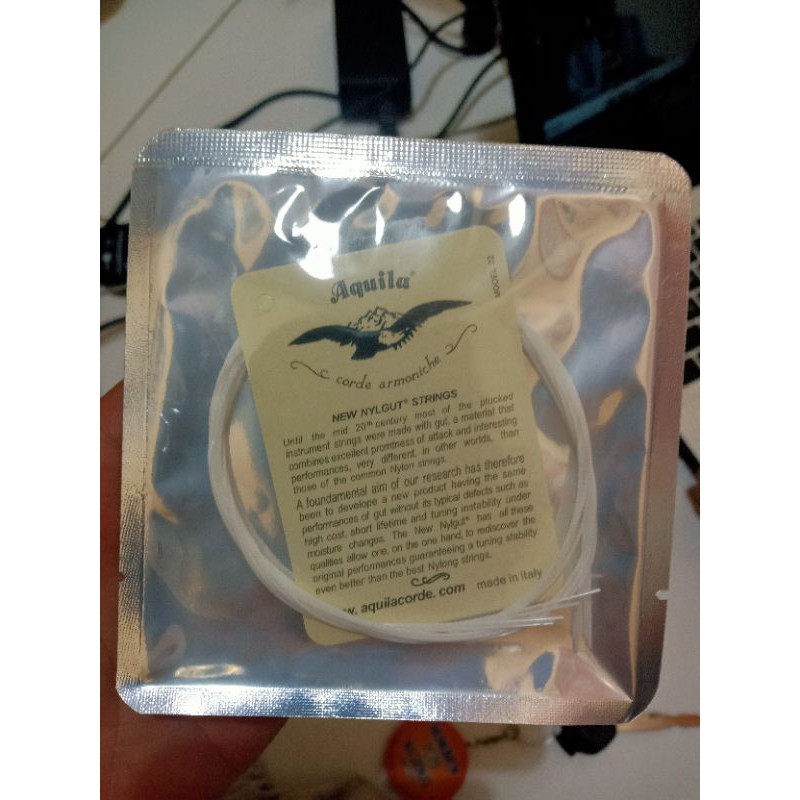 Aquila®
MODEL 22
corde armoniche
NEW NYLGUT® STRINGS
Until the mid 20th century most of the plucked
instrument strings were made with gut, a material that
combines excellent promtness of attack and interesting
performances, very different, in other worlds, than
those of the common Nylon strings.
A foundamental aim of our research has therefore
been to develope a new product having the same
performances of gut without its typical defects such as
high cost, short lifetime and tuning instability under
moisture changes. The New Nylgut® has all these
qualities allow one, on the one hand, to rediscover the
original performances guaranteeing a tuning stability
even better than the best Nylong strings.
w. aquilacorde. com made in italy